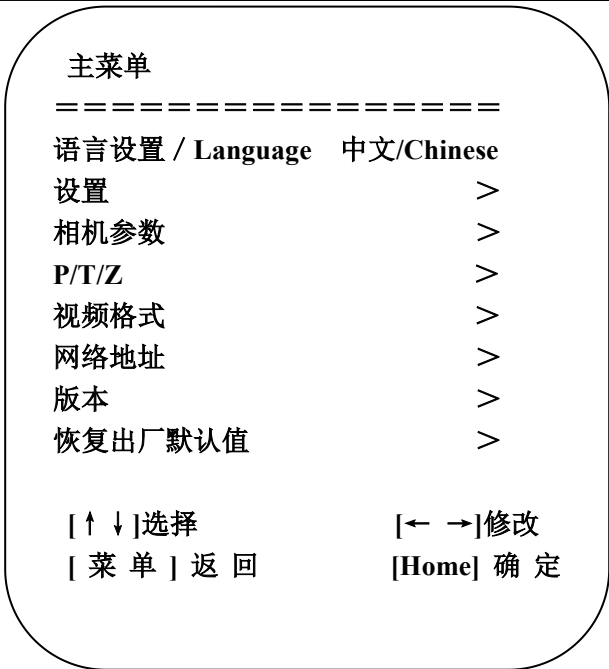 主菜单
================
语言设置 / Language 中文/Chinese
设置 >
相机参数 >
P/T/Z >
视频格式 >
网络地址 >
版本 >
恢复出厂默认值 >
[↑↓]选择 [← →]修改
[ 菜 单 ] 返 回 [Home] 确 定